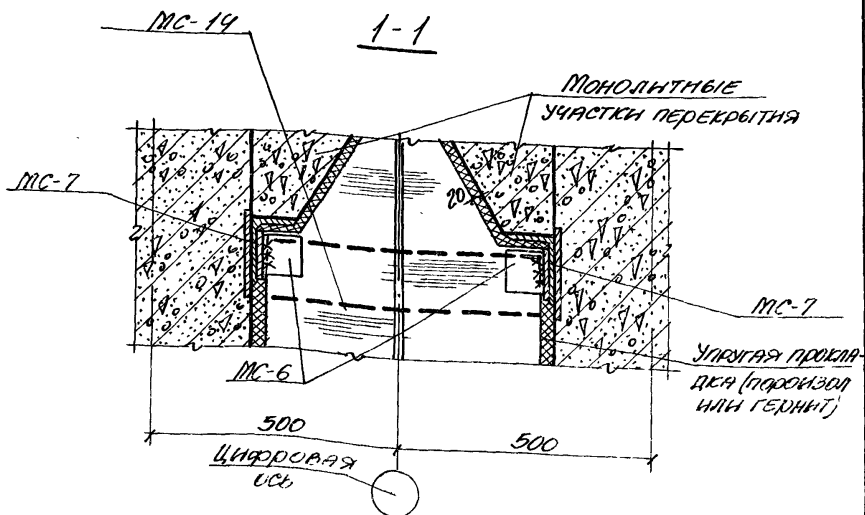 МС-14
1-1
Монолитные
участки перекрытия
МС-7
20
МС-7
МС-6
Упругая прокла-
дка (пороизол
или гернит)
500
500
Цифровая
ось